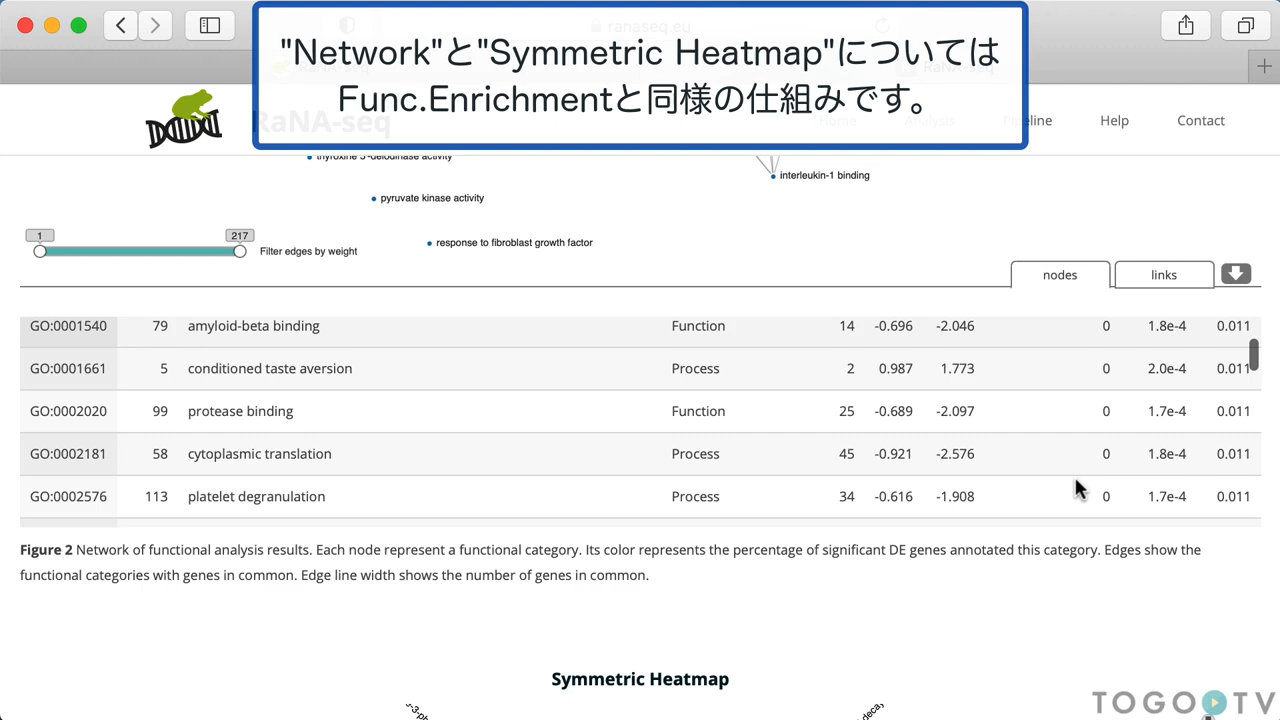 ranaseq.eu
"Network"と"Symmetric Heatmap"については
Func.Enrichmentと同様の仕組みです。
RaNA-seq
Home Analysis Pipeline Help Contact
thyroxine 5'-deiodinase activity
interleukin-1 binding
pyruvate kinase activity
1 217
response to fibroblast growth factor
Filter edges by weight
nodes links
GO:0001540 79 amyloid-beta binding Function 14 -0.696 -2.046 0 1.8e-4 0.011
GO:0001661 5 conditioned taste aversion Process 2 0.987 1.773 0 2.0e-4 0.011
GO:0002020 99 protease binding Function 25 -0.689 -2.097 0 1.7e-4 0.011
GO:0002181 58 cytoplasmic translation Process 45 -0.921 -2.576 0 1.8e-4 0.011
GO:0002576 113 platelet degranulation Process 34 -0.616 -1.908 0 1.7e-4 0.011
Figure 2 Network of functional analysis results. Each node represent a functional category. Its color represents the percentage of significant DE genes annotated this category. Edges show the
functional categories with genes in common. Edge line width shows the number of genes in common.
Symmetric Heatmap
TOGO TV